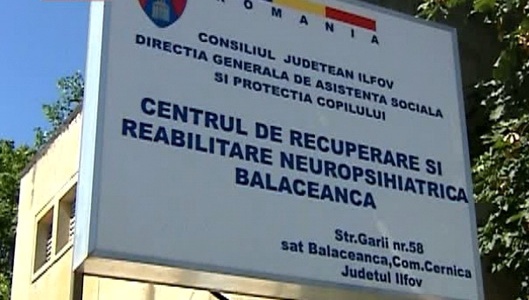 ROMANIA
CONSILIUL JUDETEAN ILFOV
DIRECTIA GENERALA DE ASISTENTA SOCIALA
SI PROTECTIA COPILULUI
CENTRUL DE RECUPERARE SI
REABILITARE NEUROPSIHIATRICA
BALACEANCA
Str.Garii nr.58
sat Balaceanca,Com.Cernica
Judetul Ilfov